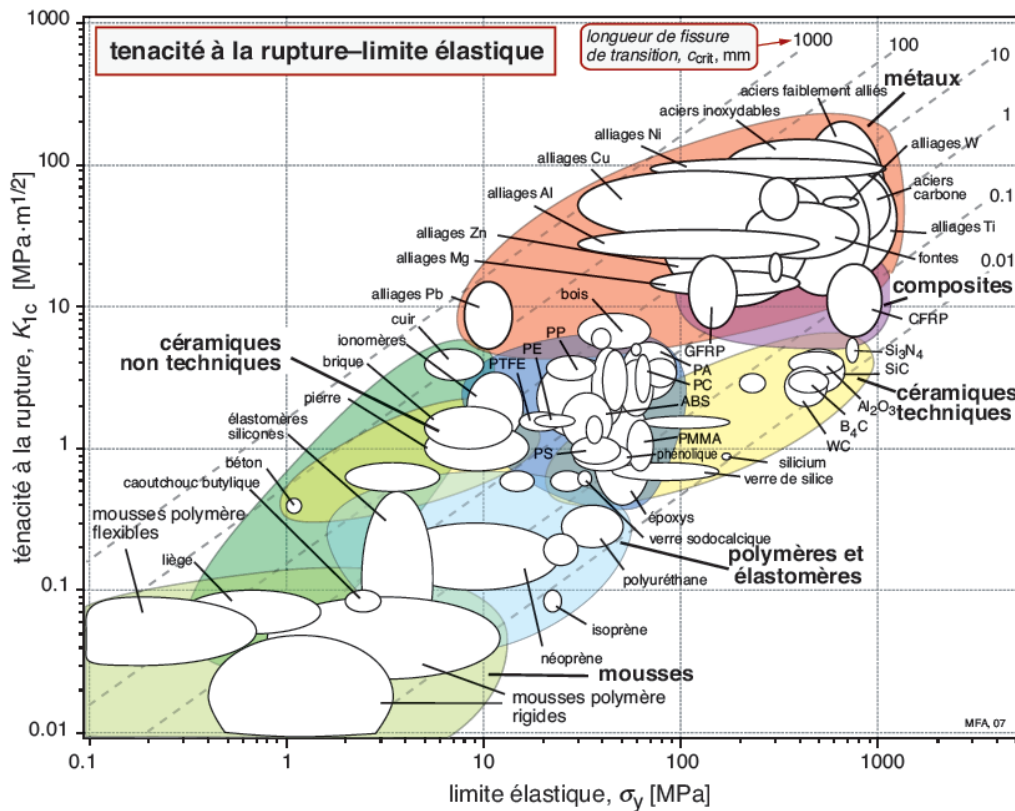 1000
tenacité à la rupture–limite élastique
longueur de fissure
de transition, ccrit, mm
1000
100
10
1
0.1
0.01
métaux
aciers faiblement alliés
aciers inoxydables
alliages Ni
alliages W
alliages Cu
aciers
carbone
alliages Al
alliages Ti
alliages Zn
fontes
alliages Mg
100
ténacité à la rupture, K1c [MPa·m1/2]
10
alliages Pb
bois
composites
CFRP
GFRP
cuir
céramiques
non techniques
ionomères
PP
PE
PTFE
brique
pierre
PA
PC
ABS
Si3N4
SiC
céramiques
techniques
Al2O3
B4C
WC
élastomères
silicones
PMMA
PS
phénolique
silicium
verre de silice
1
béton
caoutchouc butylique
mousses polymère
flexibles
époxys
verre sodocalcique
polymères et
élastomères
liège
polyuréthane
0.1
isoprène
néoprène
mousses
mousses polymère
rigides
0.01
MFA, 07
0.1
1
10
100
1000
limite élastique, σy [MPa]